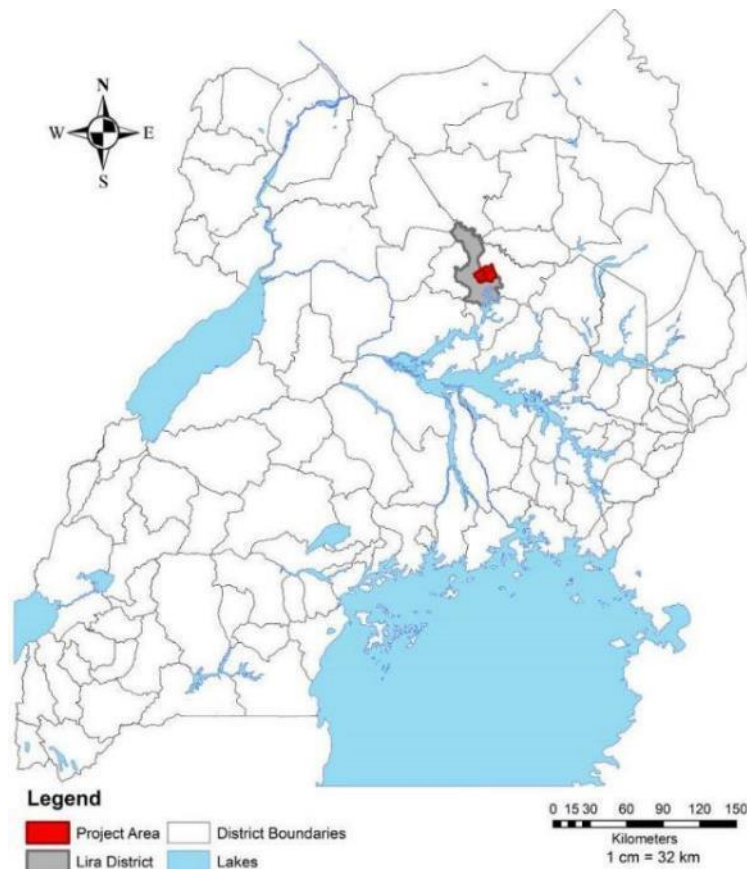 N
W E
S
Legend
Project Area District Boundaries
Lira District Lakes
0 15 30 60 90 120 150
Kilometers
1 cm = 32 km